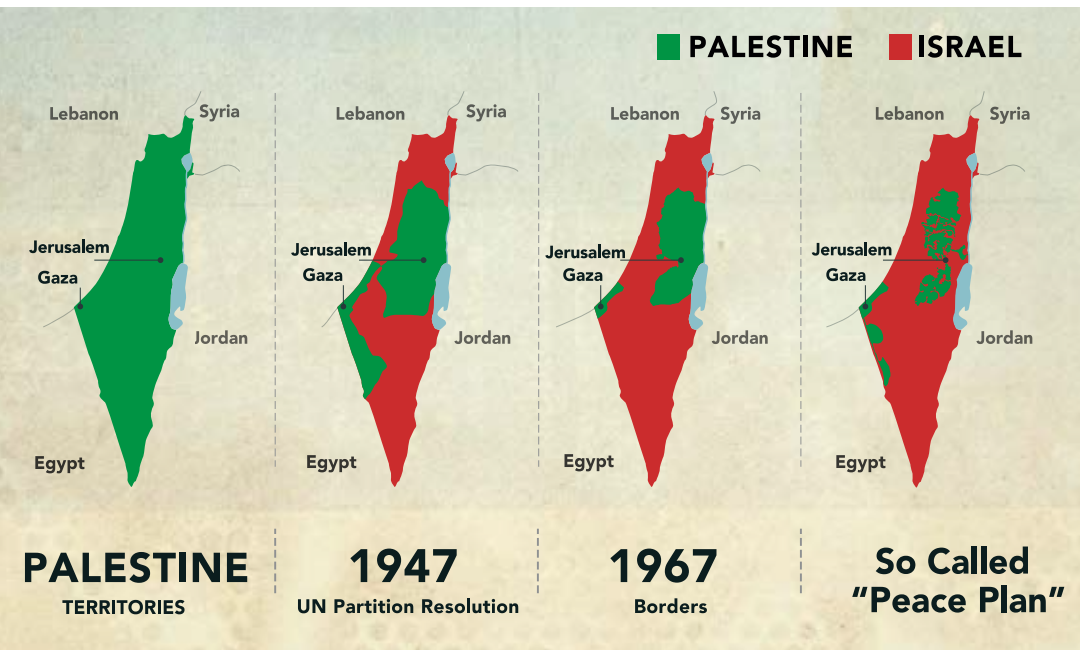 PALESTINE
ISRAEL
Lebanon
Syria
Jerusalem
Gaza
Jordan
Egypt
PALESTINE
TERRITORIES
Lebanon
Syria
Jerusalem
Gaza
Jordan
Egypt
1947
UN Partition Resolution
Lebanon
Syria
Jerusalem
Gaza
Jordan
Egypt
1967
Borders
Lebanon
Syria
Jerusalem
Gaza
Jordan
Egypt
So Called
"Peace Plan"